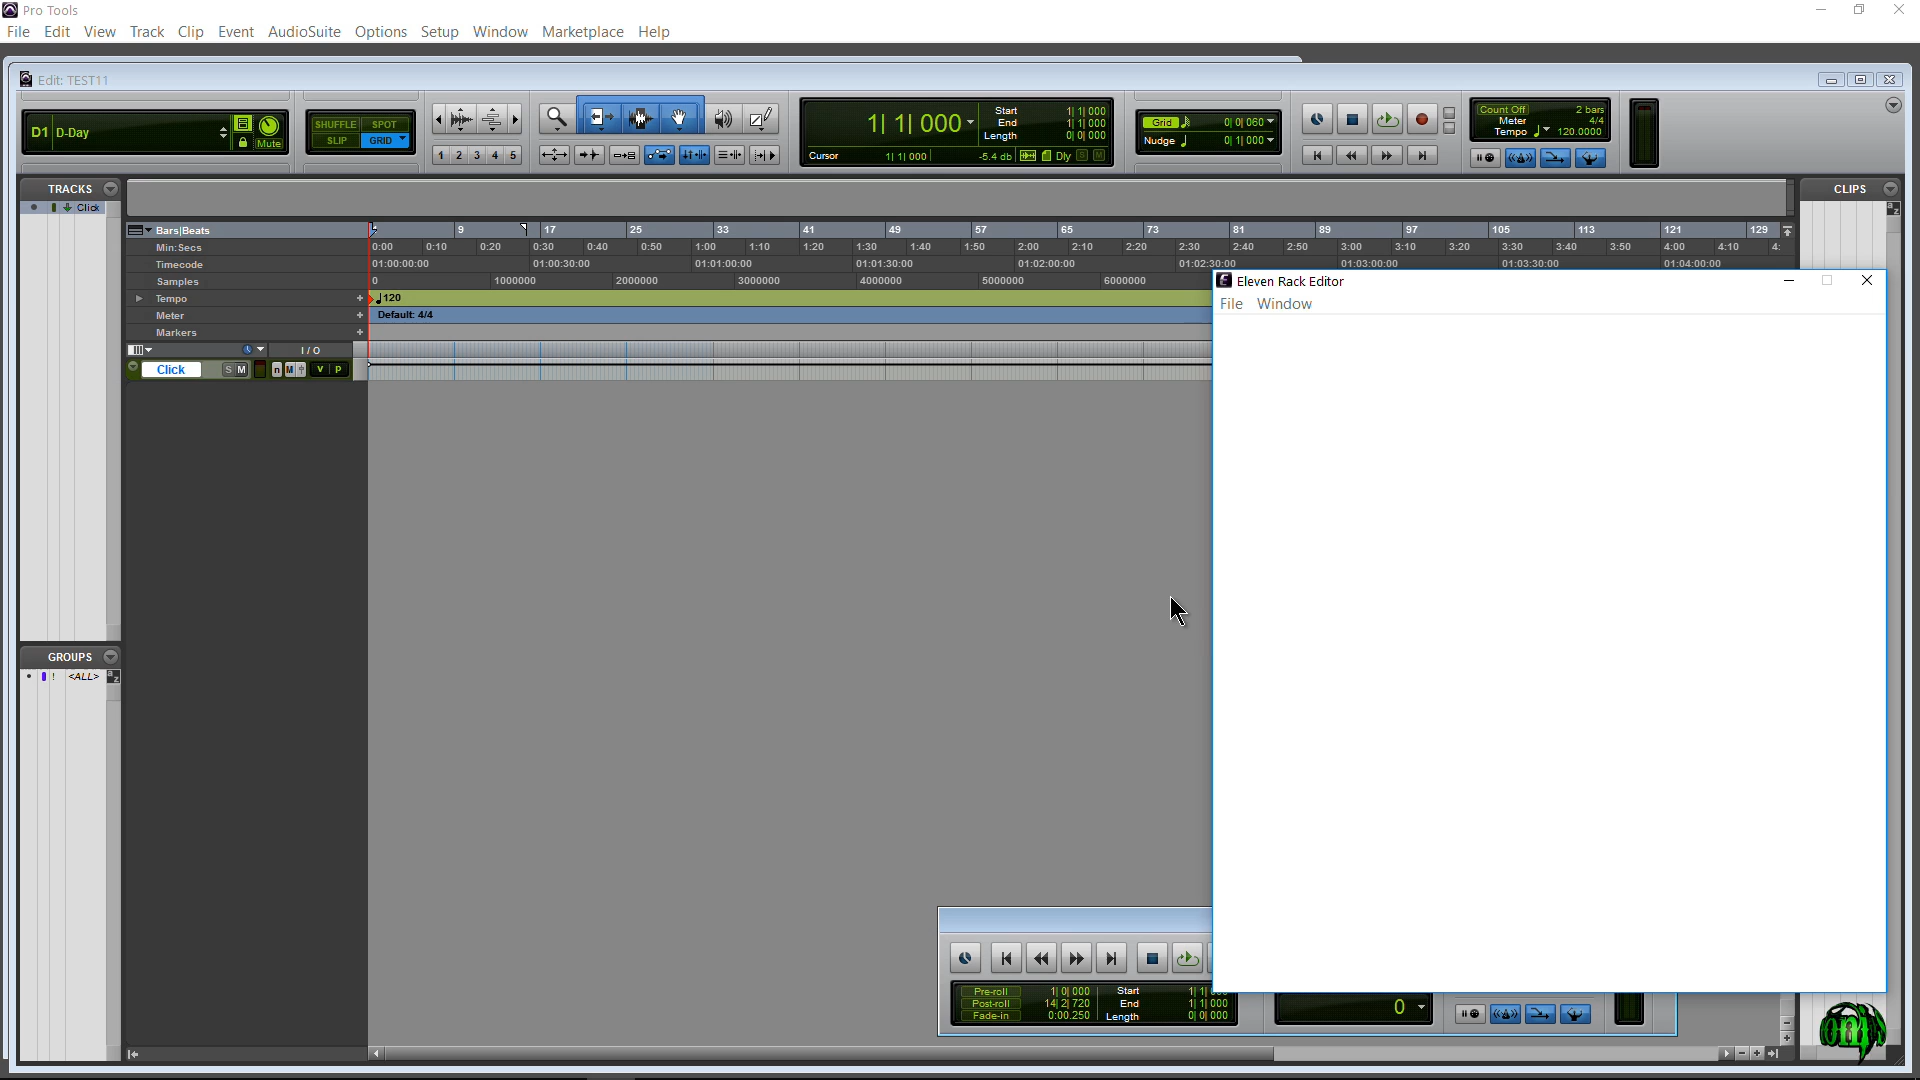 Pro Tools
File Edit View Track Clip Event AudioSuite Options Setup Window Marketplace Help
Edit: TEST11
D1 D-Day
Mute
SHUFFLE SPOT
SLIP GRID
1 2 3 4 5
1| 1| 000
Start 1| 1| 000
End 1| 1| 000
Length 0| 0| 000
Cursor 1| 1| 000 -5.4 db Dly S M
Grid 0| 0| 060
Nudge 0| 1| 000
Count Off 2 bars
Meter 4/4
Tempo 120.0000
TRACKS
Click
CLIPS
a z
Bars|Beats 9 17 25 33 41 49 57 65 73 81 89 97 105 113 121 129
Min:Secs 0:00 0:10 0:20 0:30 0:40 0:50 1:00 1:10 1:20 1:30 1:40 1:50 2:00 2:10 2:20 2:30 2:40 2:50 3:00 3:10 3:20 3:30 3:40 3:50 4:00 4:10 4:
Timecode 01:00:00:00 01:00:30:00 01:01:00:00 01:01:30:00 01:02:00:00 01:02:30:00 01:03:00:00 01:03:30:00 01:04:00:00
Samples 0 1000000 2000000 3000000 4000000 5000000 6000000
Tempo + 120
Meter + Default: 4/4
Markers +
I / O
Click S M n M V P
Eleven Rack Editor
File Window
GROUPS
! <ALL> a z
Pre-roll 1| 0| 000 Start 1| 1|
Post-roll 14| 2| 720 End 1| 1| 000
Fade-in 0:00.250 Length 0| 0| 000
0